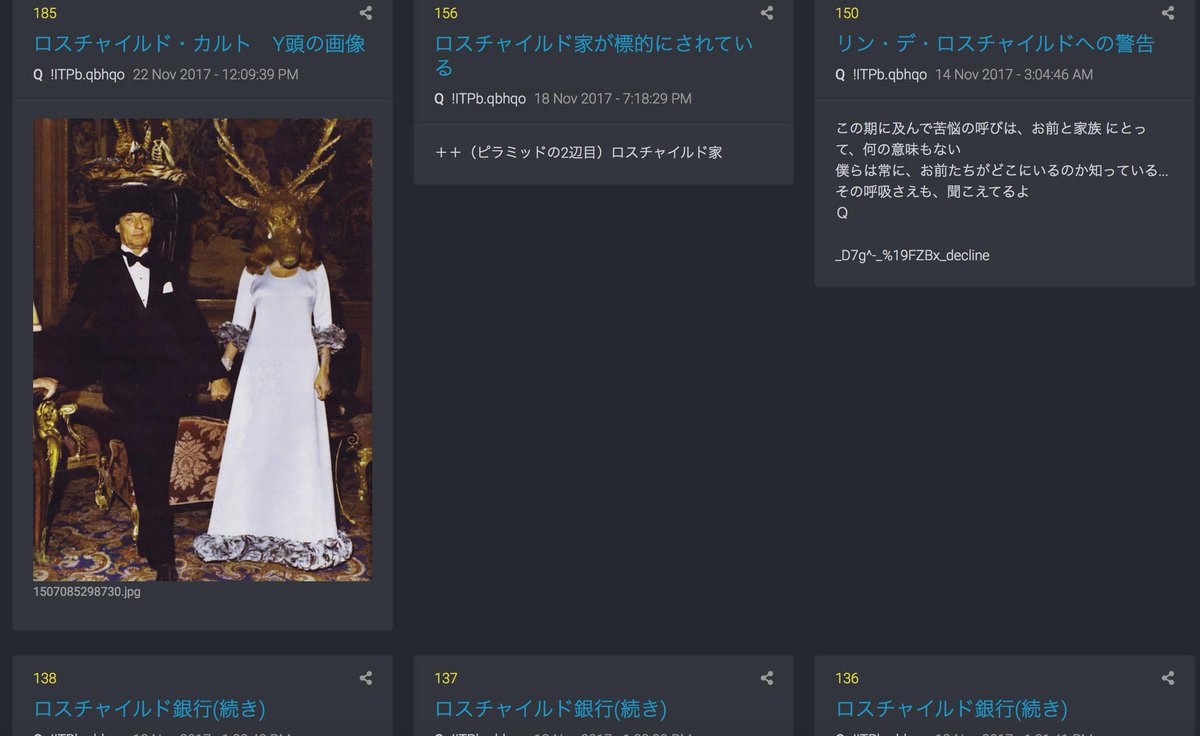 185
ロスチャイルド・カルト　Y頭の画像
Q !ITPb.qbhqo 22 Nov 2017 - 12:09:39 PM
1507085298730.jpg
156
ロスチャイルド家が標的にされてい
る
Q !ITPb.qbhqo 18 Nov 2017 - 7:18:29 PM
++（ピラミッドの2辺目）ロスチャイルド家
150
リン・デ・ロスチャイルドへの警告
Q !ITPb.qbhqo 14 Nov 2017 - 3:04:46 AM
この期に及んで苦悩の呼びは、お前と家族 にとっ
て、何の意味もない
僕らは常に、お前たちがどこにいるのか知っている...
その呼吸さえも、聞こえてるよ
Q
_D7g^-_%19FZBx_decline
138
ロスチャイルド銀行(続き)
137
ロスチャイルド銀行(続き)
136
ロスチャイルド銀行(続き)